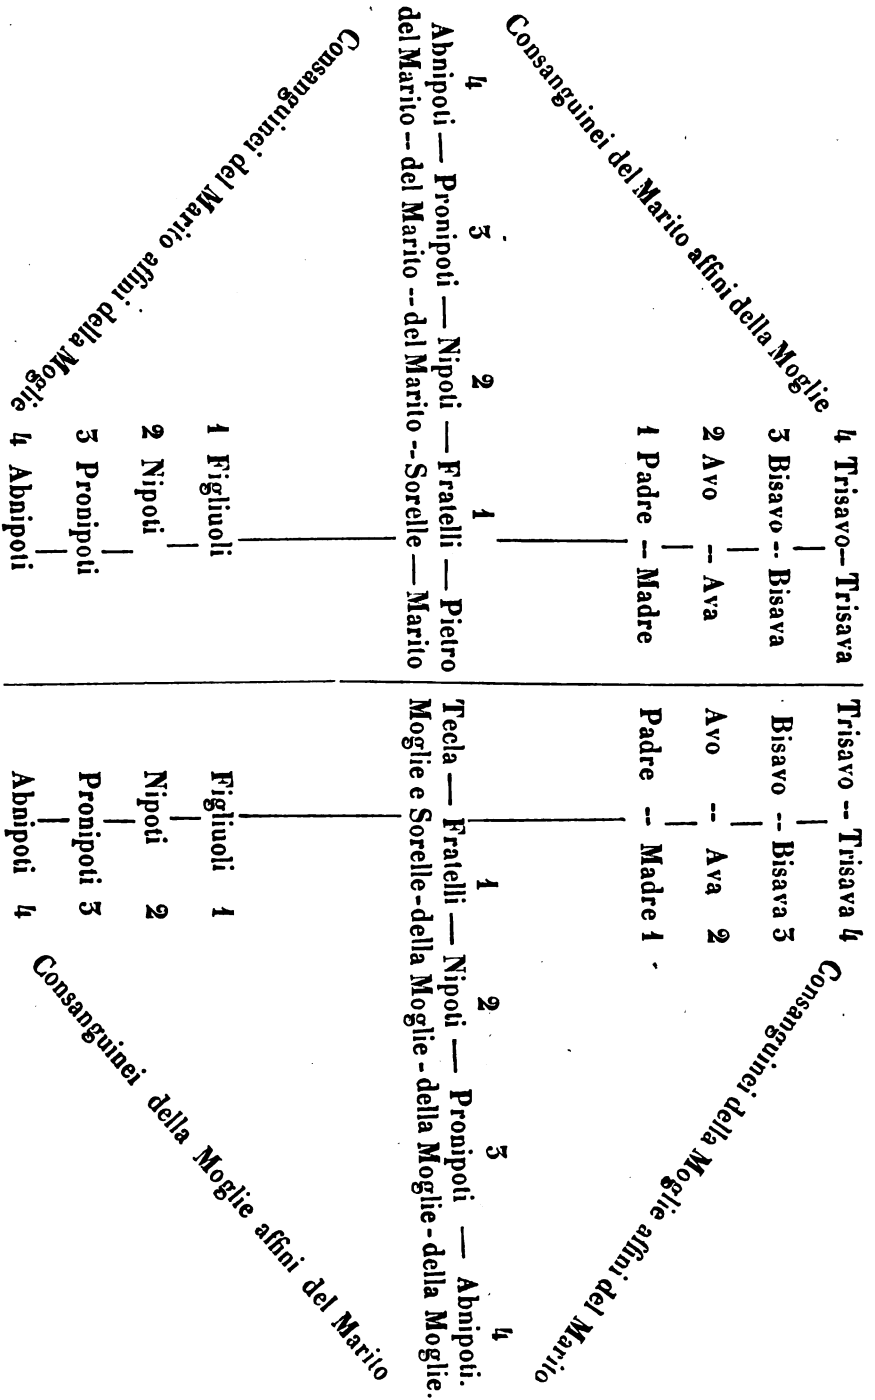 Consanguinei del Marito affini della Moglie
4 Trisavo — Trisava
3 Bisavo -- Bisava
2 Avo -- Ava
1 Padre -- Madre
Trisavo -- Trisava 4
Bisavo -- Bisava 3
Avo -- Ava 2
Padre -- Madre 1
Consanguinei della Moglie affini del Marito
4 3 2 1
Abnipoti — Pronipoti — Nipoti — Fratelli — Pietro
del Marito -- del Marito -- del Marito -- Sorelle — Marito
1 2 3 4
Tecla — Fratelli — Nipoti — Pronipoti — Abnipoti.
Moglie e Sorelle - della Moglie - della Moglie - della Moglie.
1 Figliuoli
2 Nipoti
3 Pronipoti
4 Abnipoti
Consanguinei del Marito affini della Moglie
Figliuoli 1
Nipoti 2
Pronipoti 3
Abnipoti 4
Consanguinei della Moglie affini del Marito